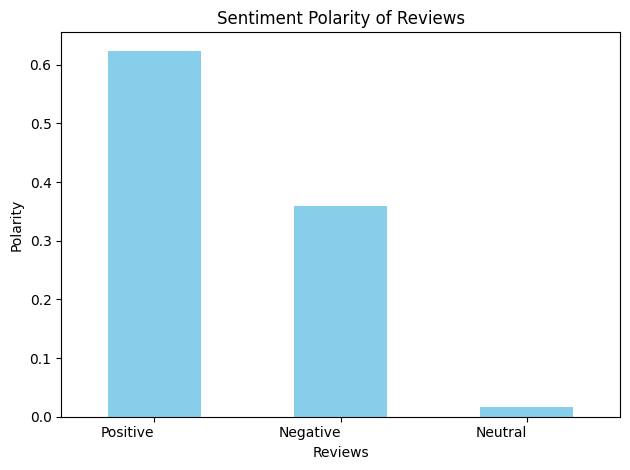 Sentiment Polarity of Reviews
Polarity
0.6
0.5
0.4
0.3
0.2
0.1
0.0
Positive Negative Neutral
Reviews